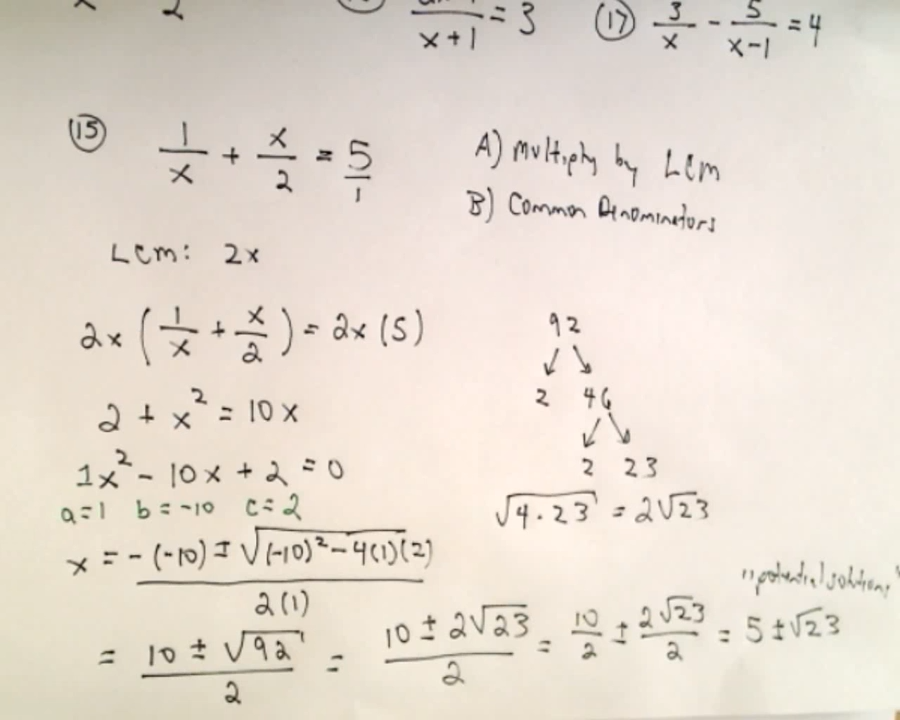 x+1 = 3
(17) 3/x - 5/x-1 = 4
(15) 1/x + x/2 = 5/1
A) Multiply by LCM
B) Common Denominators
LCM: 2x
2x (1/x + x/2) = 2x (5)
92
2 46
2 23
2 + x² = 10x
1x² - 10x + 2 = 0
a=1 b=-10 c=2
√4·23 = 2√23
x = -(-10) ± √(-10)² - 4(1)(2) / 2(1)
"potential solutions"
= 10 ± √92 / 2 = 10 ± 2√23 / 2 = 10/2 ± 2√23/2 = 5 ± √23